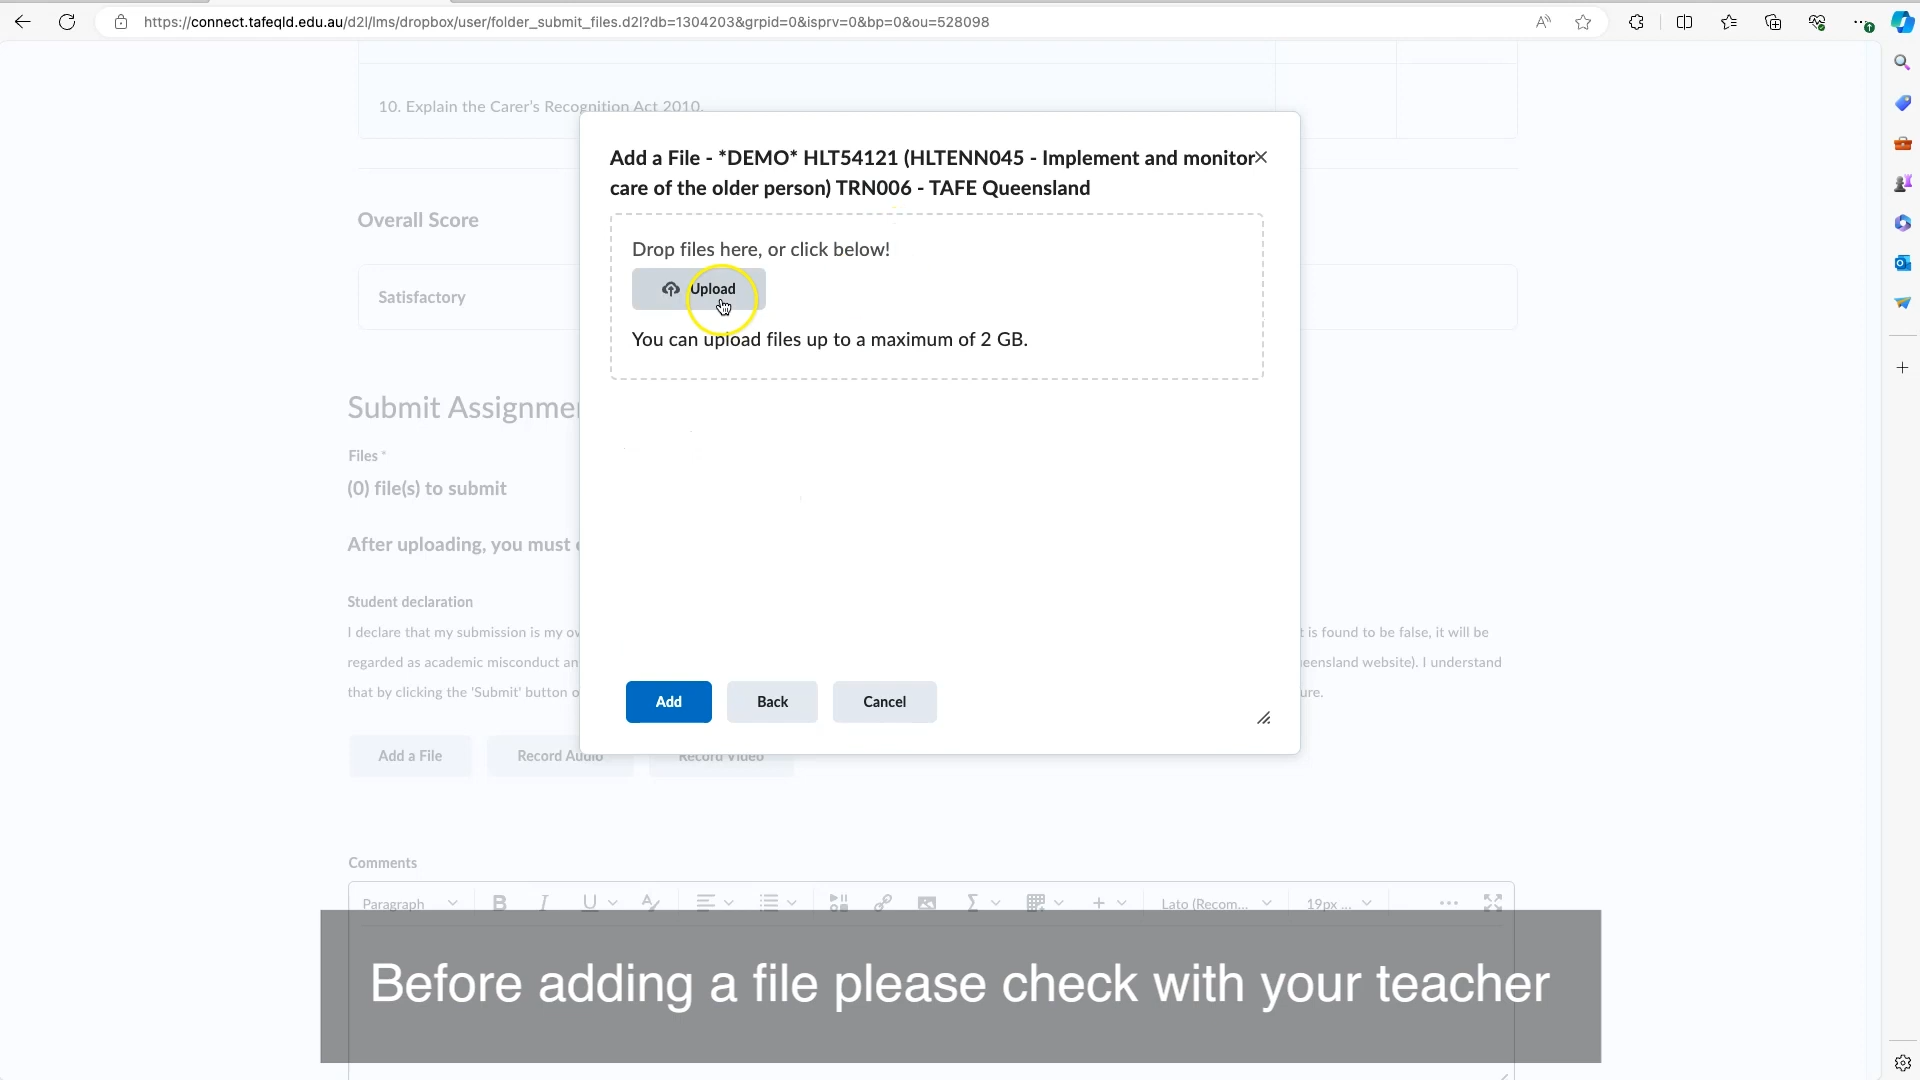 https://connect.tafeqld.edu.au/d2l/lms/dropbox/user/folder_submit_files.d2l?db=1304203&grpid=0&isprv=0&bp=0&ou=528098
10. Explain the Carer's Recognition Act 2010.
Add a File - *DEMO* HLT54121 (HLTENN045 - Implement and monitor
care of the older person) TRN006 - TAFE Queensland
Overall Score
Drop files here, or click below!
Upload
Satisfactory
You can upload files up to a maximum of 2 GB.
Submit Assignme
Files *
(0) file(s) to submit
After uploading, you must
Student declaration
I declare that my submission is my is found to be false, it will be
regarded as academic misconduct an eensland website). I understand
that by clicking the 'Submit' button ure.
Add Back Cancel
Add a File Record Audio Record Video
Comments
Paragraph Lato (Recom... 19px ...
Before adding a file please check with your teacher